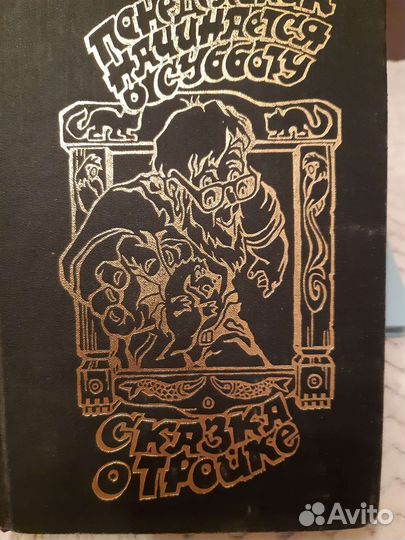 ПОНЕДЕЛЬНИК
НАЧИНАЕТСЯ
В СУББОТУ
СКАЗКА
О ТРОЙКЕ
Avito